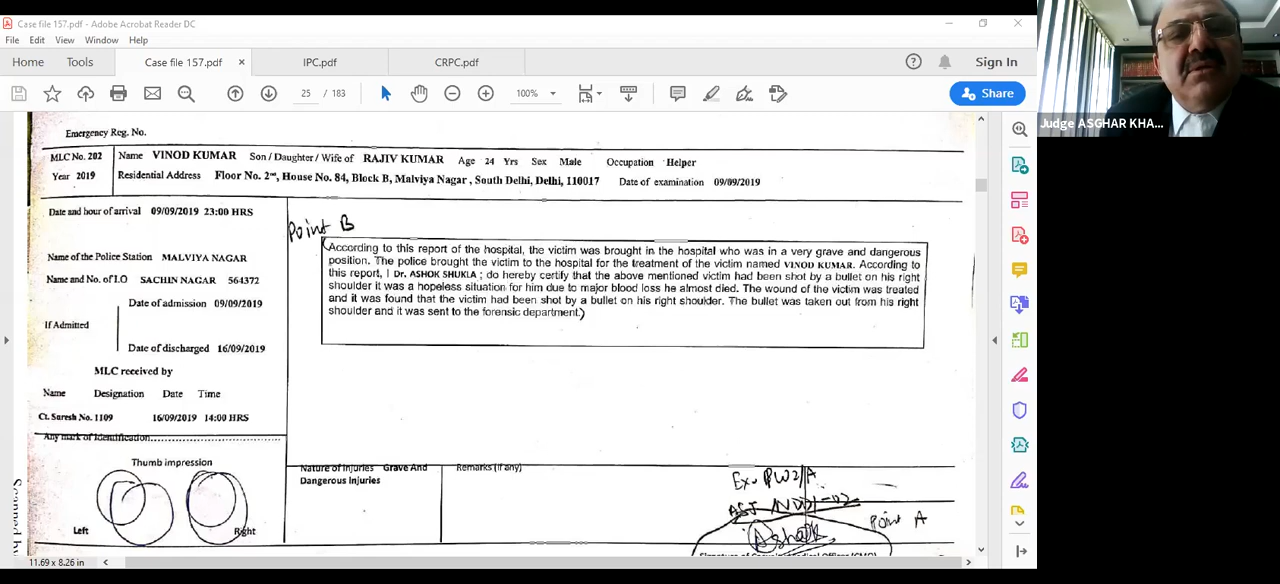 Case file 157.pdf - Adobe Acrobat Reader DC
File Edit View Window Help
Home Tools Case file 157.pdf × IPC.pdf CRPC.pdf Sign In
25 / 183 100% Share
Judge ASGHAR KHA...
Emergency Reg. No.
MLC No. 202 Name VINOD KUMAR Son / Daughter / Wife of RAJIV KUMAR Age 24 Yrs Sex Male Occupation Helper
Year 2019 Residential Address Floor No. 2nd, House No. 84, Block B, Malviya Nagar, South Delhi, Delhi, 110017 Date of examination 09/09/2019
Date and hour of arrival 09/09/2019 23:00 HRS
Name of the Police Station MALVIYA NAGAR
Name and No. of I.O SACHIN NAGAR 564372
Date of admission 09/09/2019
If Admitted
Date of discharged 16/09/2019
MLC received by
Name Designation Date Time
Ct. Suresh No. 1109 16/09/2019 14:00 HRS
Any mark of Identification
Thumb impression
Left Right
Point B
(According to this report of the hospital, the victim was brought in the hospital who was in a very grave and dangerous
position. The police brought the victim to the hospital for the treatment of the victim named VINOD KUMAR. According to
this report, I Dr. ASHOK SHUKLA ; do hereby certify that the above mentioned victim had been shot by a bullet on his right
shoulder it was a hopeless situation for him due to major blood loss he almost died. The wound of the victim was treated
and it was found that the victim had been shot by a bullet on his right shoulder. The bullet was taken out from his right
shoulder and it was sent to the forensic department.)
Nature of Injuries Grave And
Dangerous Injuries
Remarks (If any)
Ex. PW2/A
Ashok
Point A
11.69 x 8.26 in